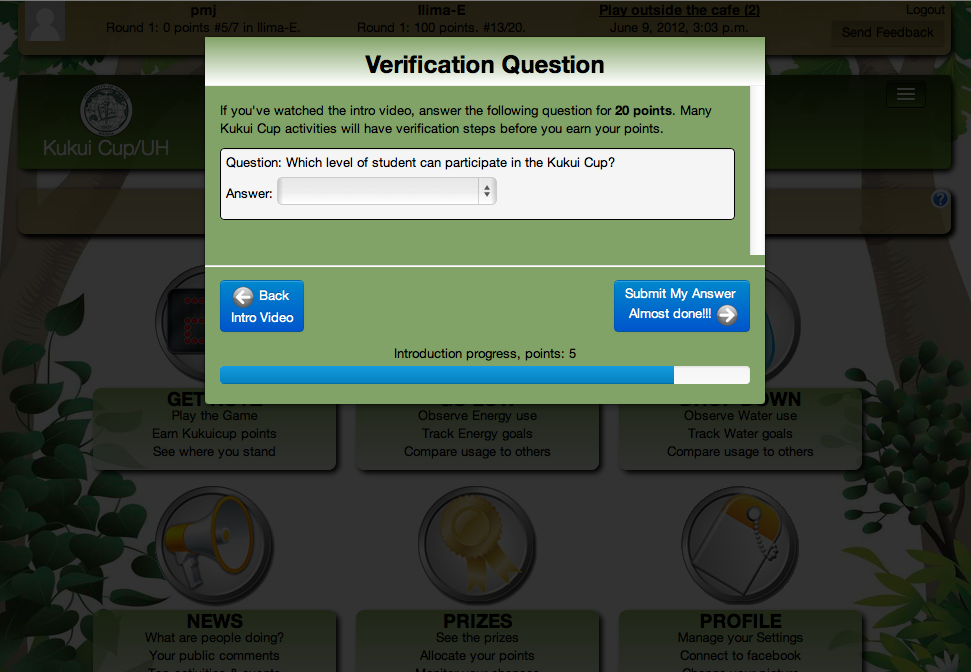 pmj
Round 1: 0 points #5/7 in Ilima-E.
Ilima-E
Round 1: 100 points. #13/20.
Play outside the cafe (2)
June 9, 2012, 3:03 p.m.
Logout
Send Feedback
Kukui Cup/UH
Verification Question
If you've watched the intro video, answer the following question for 20 points. Many
Kukui Cup activities will have verification steps before you earn your points.
Question: Which level of student can participate in the Kukui Cup?
Answer:
Back
Intro Video
Submit My Answer
Almost done!!!
Introduction progress, points: 5
?
Play the Game
Earn Kukuicup points
See where you stand
Observe Energy use
Track Energy goals
Compare usage to others
Observe Water use
Track Water goals
Compare usage to others
NEWS
What are people doing?
Your public comments
PRIZES
See the prizes
Allocate your points
PROFILE
Manage your Settings
Connect to facebook